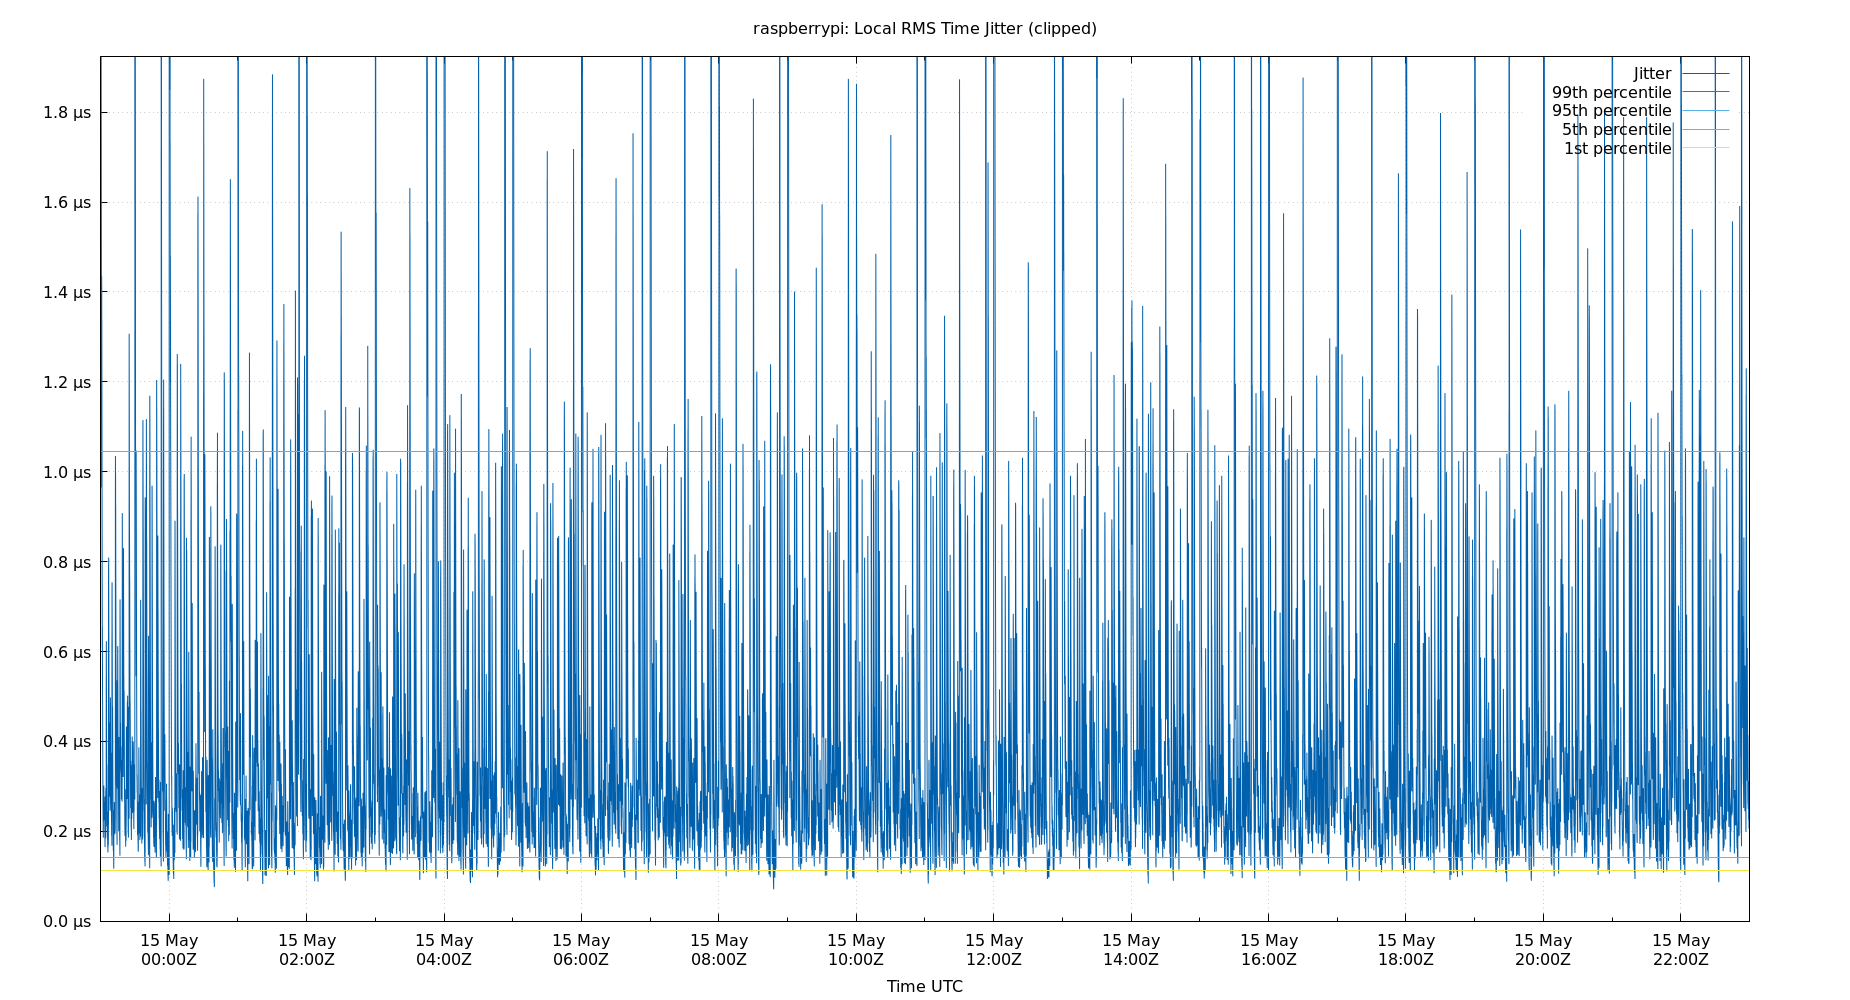 raspberrypi: Local RMS Time Jitter (clipped)
Jitter
99th percentile
95th percentile
5th percentile
1st percentile
1.8 µs
1.6 µs
1.4 µs
1.2 µs
1.0 µs
0.8 µs
0.6 µs
0.4 µs
0.2 µs
0.0 µs
15 May 15 May 15 May 15 May 15 May 15 May 15 May 15 May 15 May 15 May 15 May 15 May
00:00Z 02:00Z 04:00Z 06:00Z 08:00Z 10:00Z 12:00Z 14:00Z 16:00Z 18:00Z 20:00Z 22:00Z
Time UTC